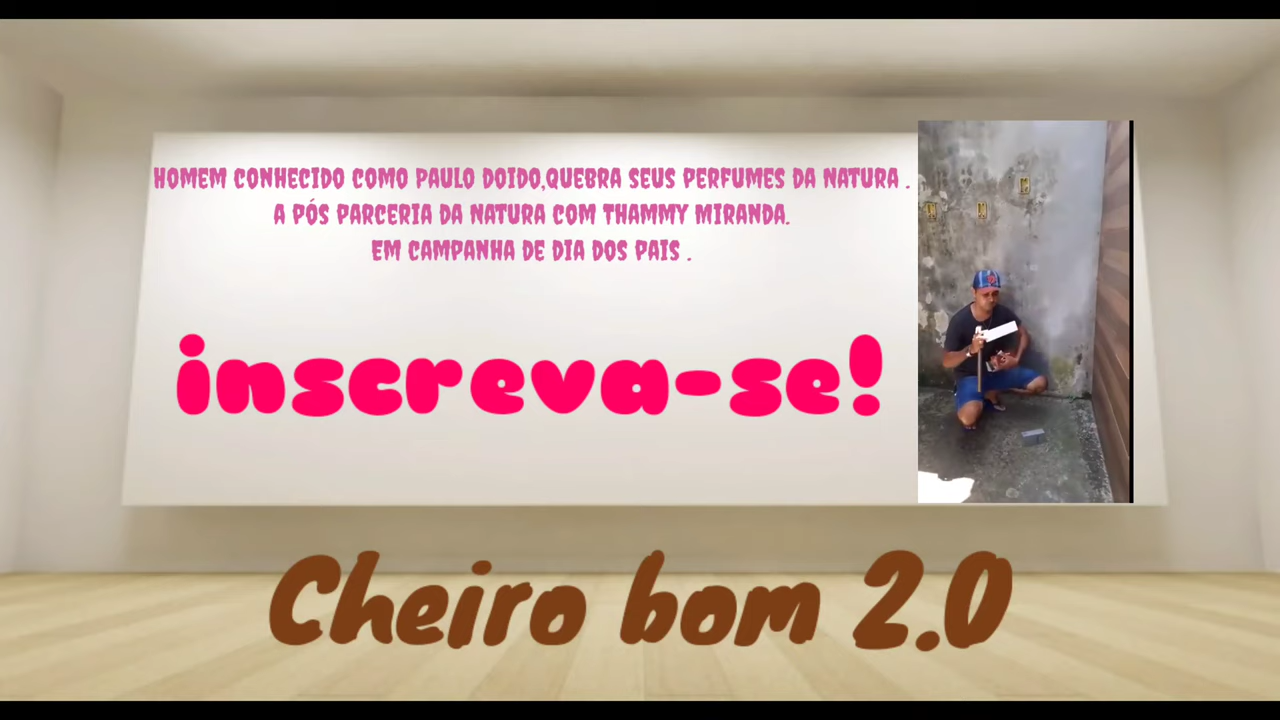 HOMEM CONHECIDO COMO PAULO DOIDO,QUEBRA SEUS PERFUMES DA NATURA .
A PÓS PARCERIA DA NATURA COM THAMMY MIRANDA.
EM CAMPANHA DE DIA DOS PAIS .
inscreva-se!
Cheiro bom 2.0